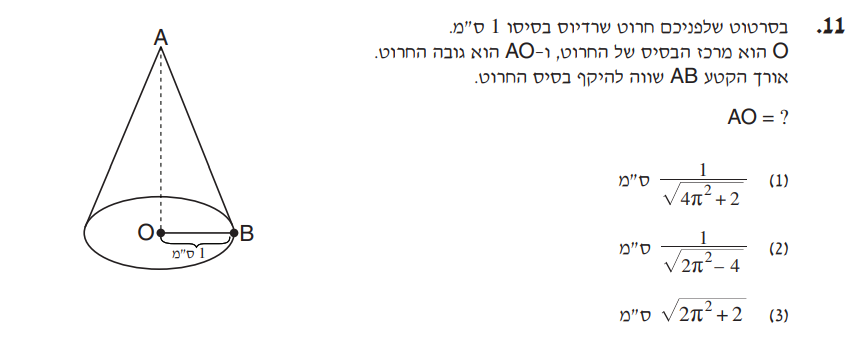 11. בסרטוט שלפניכם חרוט שרדיוס בסיסו 1 ס"מ.
O הוא מרכז הבסיס של החרוט, ו-AO הוא גובה החרוט.
אורך הקטע AB שווה להיקף בסיס החרוט.
AO = ?
(1) $\frac{1}{\sqrt{4\pi^2+2}}$ ס"מ
(2) $\frac{1}{\sqrt{2\pi^2-4}}$ ס"מ
(3) $\sqrt{2\pi^2+2}$ ס"מ
A
O B
1 ס"מ